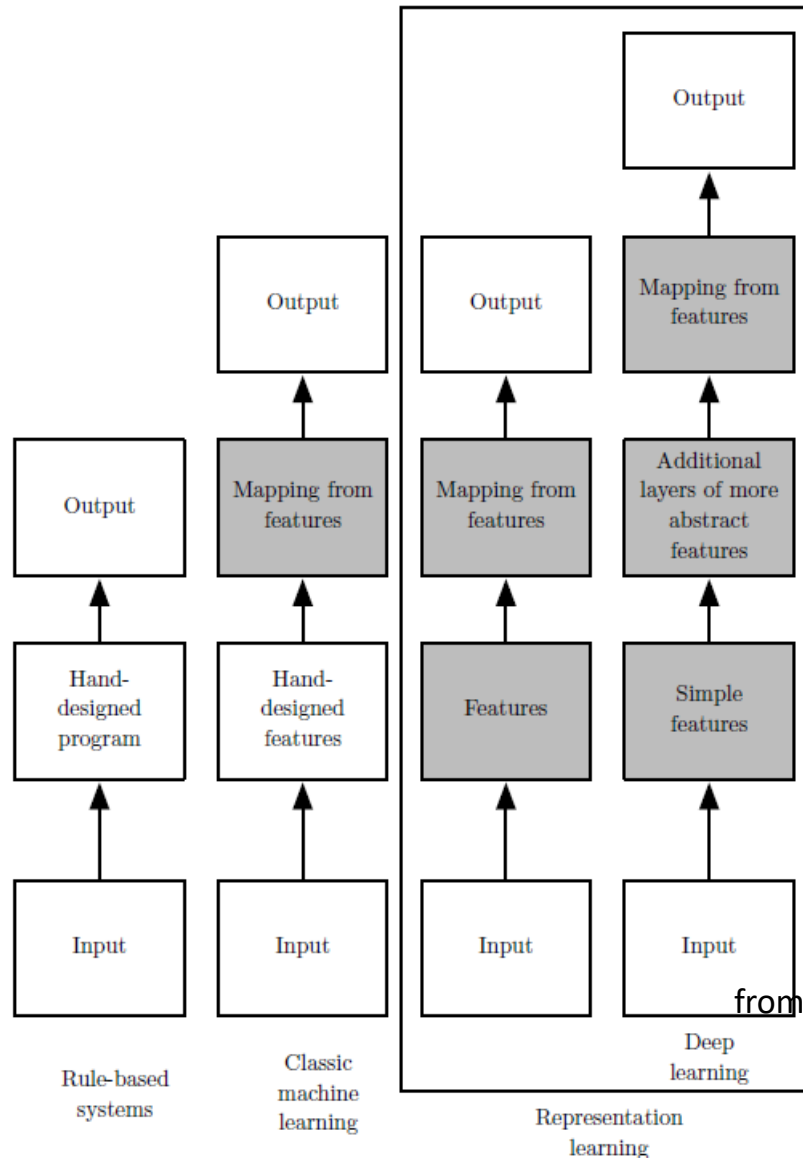 Output
Mapping from
features
Output
Output
Additional
layers of more
abstract
features
Mapping from
features
Mapping from
features
Output
Simple
features
Features
Hand-
designed
features
Hand-
designed
program
Input
Input
Input
Input
from
Deep
learning
Classic
machine
learning
Rule-based
systems
Representation
learning